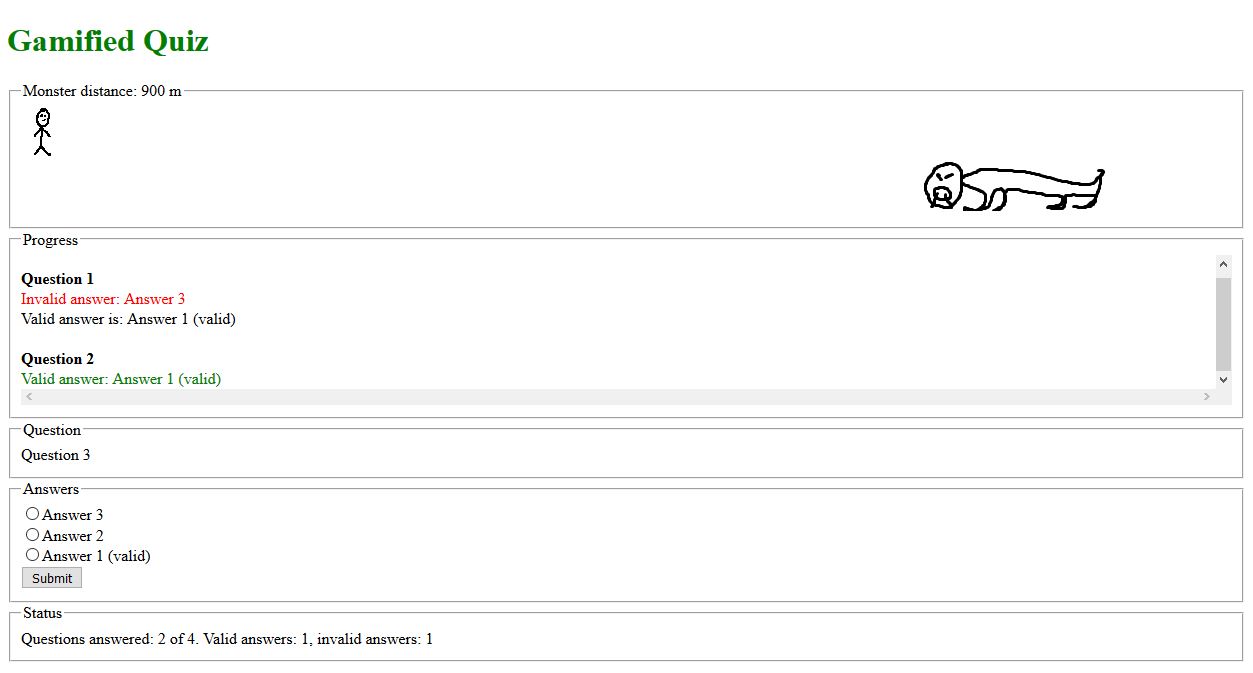 Gamified Quiz
Monster distance: 900 m
Progress
Question 1
Invalid answer: Answer 3
Valid answer is: Answer 1 (valid)
Question 2
Valid answer: Answer 1 (valid)
Question
Question 3
Answers
Answer 3
Answer 2
Answer 1 (valid)
Submit
Status
Questions answered: 2 of 4. Valid answers: 1, invalid answers: 1